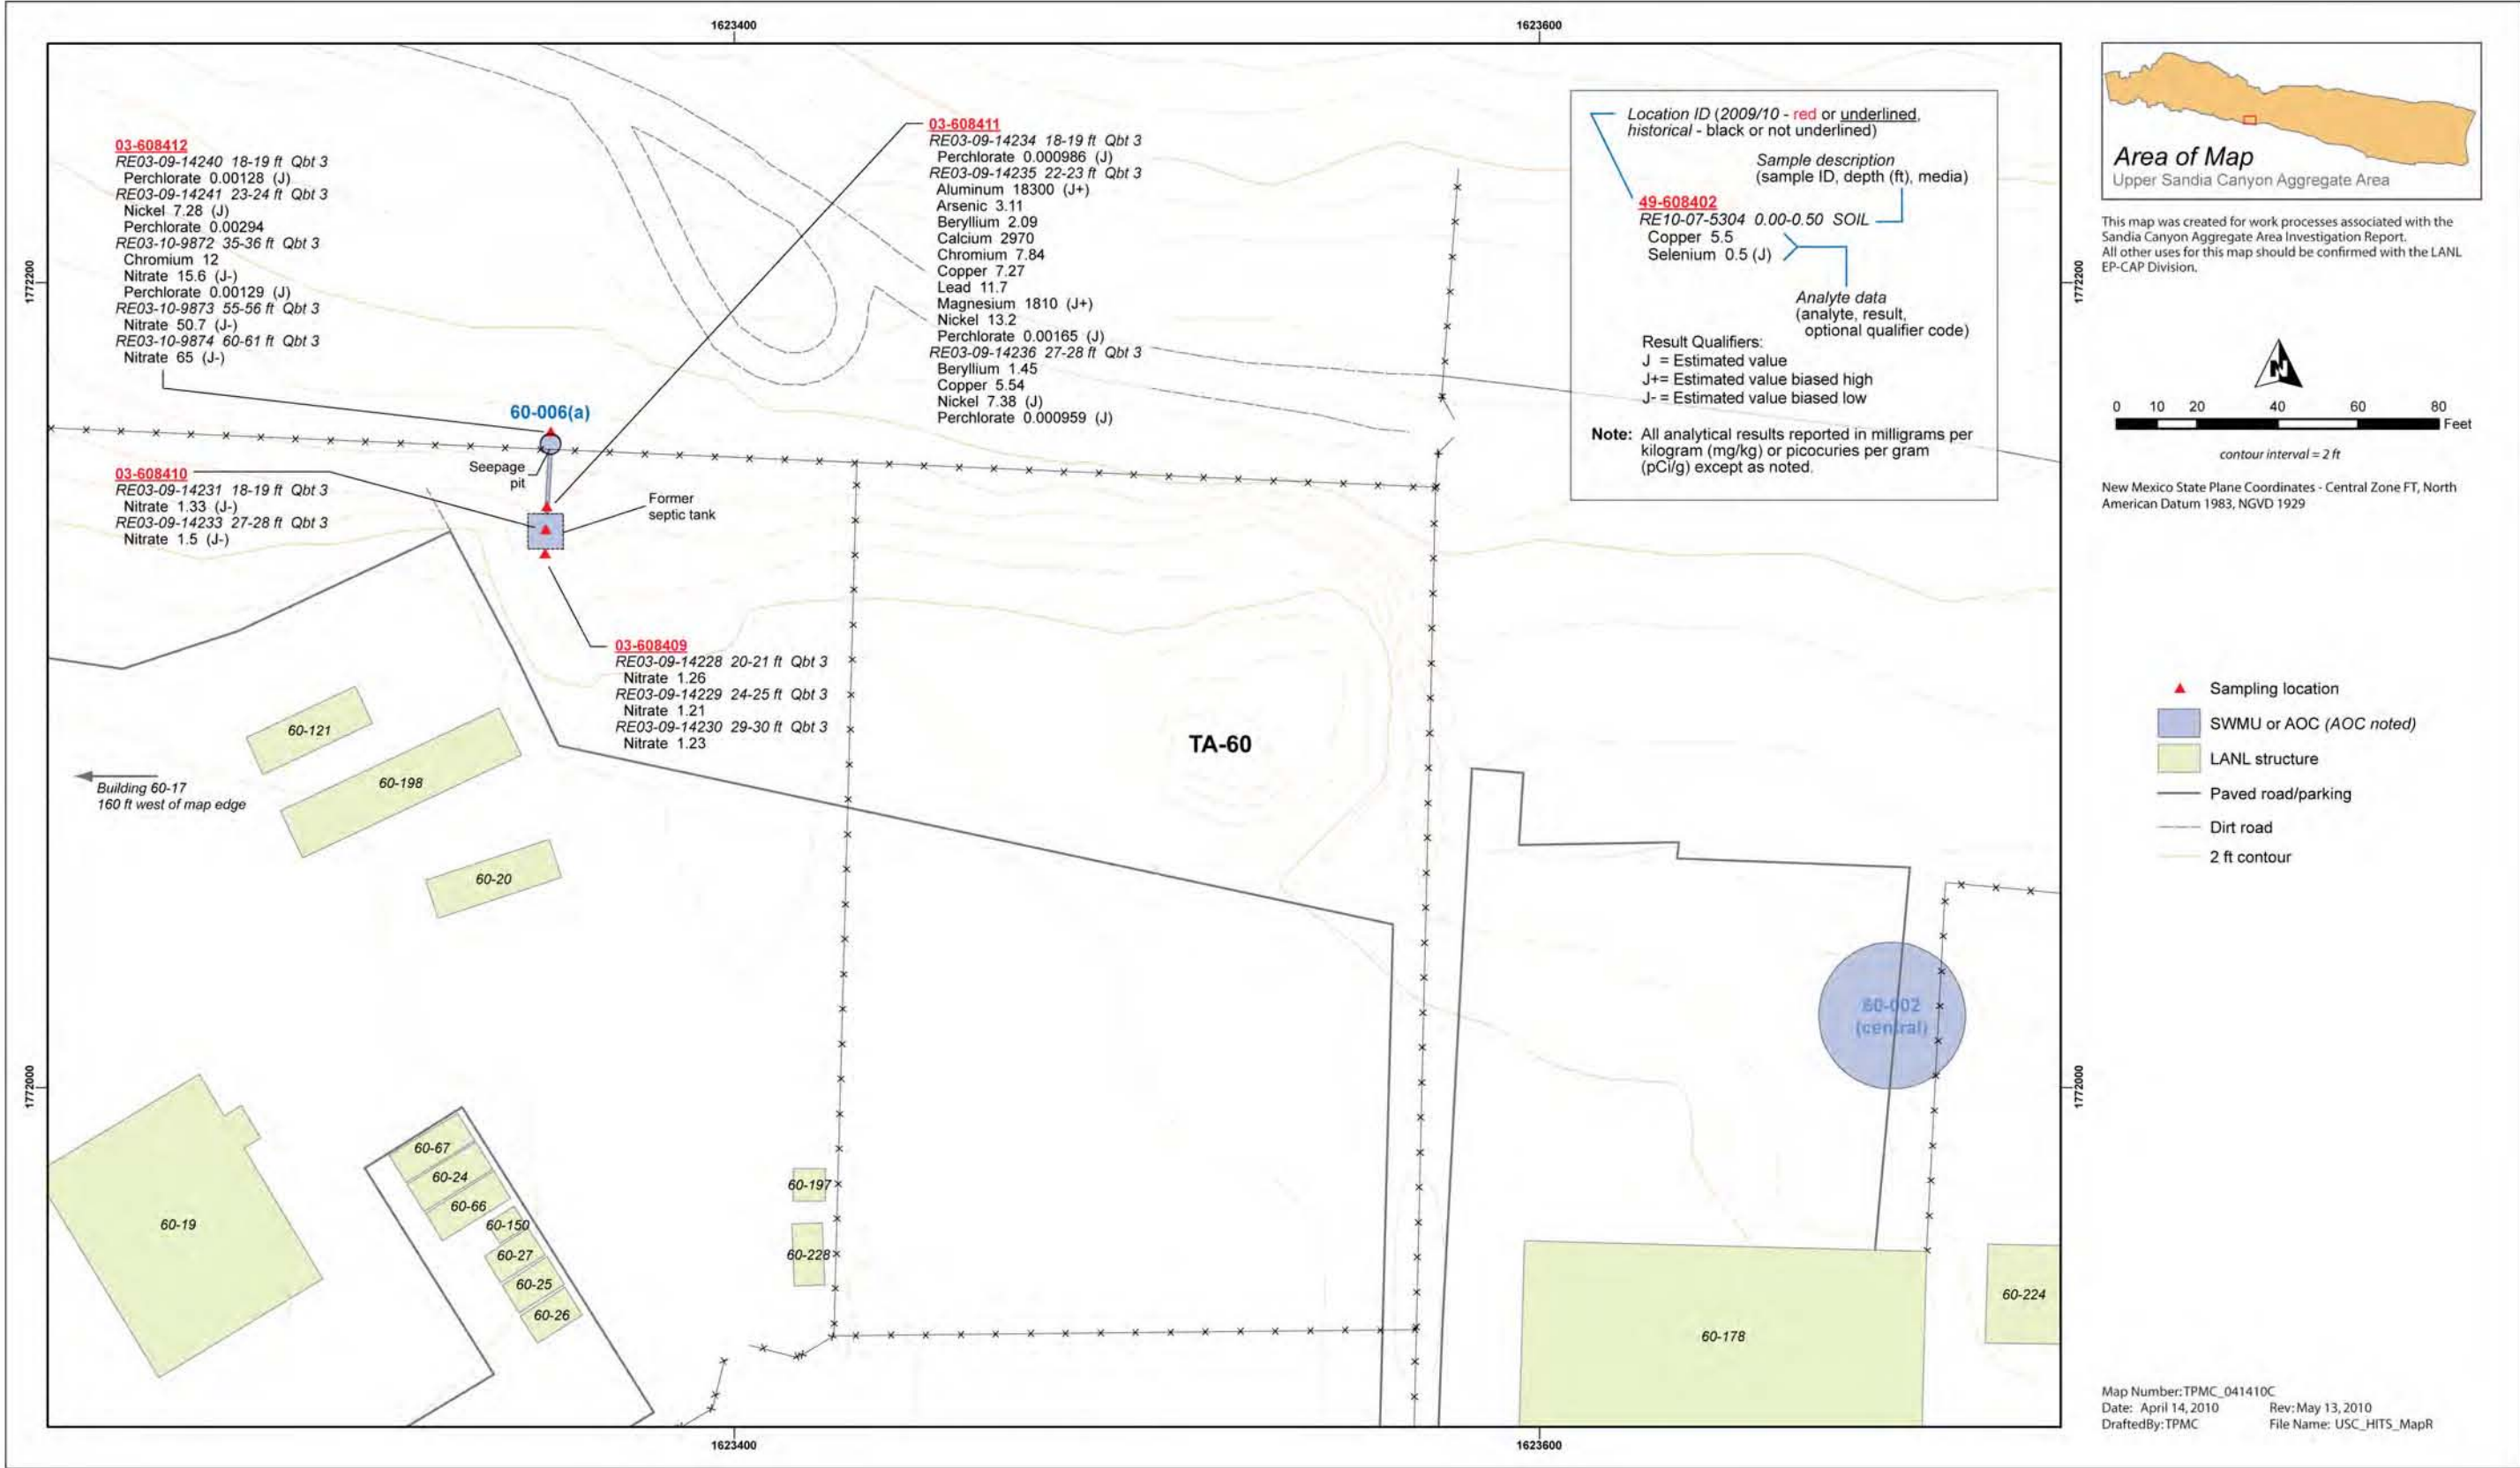 1623400
1623600
1772200
1772000
03-608412
RE03-09-14240 18-19 ft Qbt 3
Perchlorate 0.00128 (J)
RE03-09-14241 23-24 ft Qbt 3
Nickel 7.28 (J)
Perchlorate 0.00294
RE03-10-9872 35-36 ft Qbt 3
Chromium 12
Nitrate 15.6 (J-)
Perchlorate 0.00129 (J)
RE03-10-9873 55-56 ft Qbt 3
Nitrate 50.7 (J-)
RE03-10-9874 60-61 ft Qbt 3
Nitrate 65 (J-)
03-608411
RE03-09-14234 18-19 ft Qbt 3
Perchlorate 0.000986 (J)
RE03-09-14235 22-23 ft Qbt 3
Aluminum 18300 (J+)
Arsenic 3.11
Beryllium 2.09
Calcium 2970
Chromium 7.84
Copper 7.27
Lead 11.7
Magnesium 1810 (J+)
Nickel 13.2
Perchlorate 0.00165 (J)
RE03-09-14236 27-28 ft Qbt 3
Beryllium 1.45
Copper 5.54
Nickel 7.38 (J)
Perchlorate 0.000959 (J)
60-006(a)
Seepage
pit
Former
septic tank
03-608410
RE03-09-14231 18-19 ft Qbt 3
Nitrate 1.33 (J-)
RE03-09-14233 27-28 ft Qbt 3
Nitrate 1.5 (J-)
03-608409
RE03-09-14228 20-21 ft Qbt 3
Nitrate 1.26
RE03-09-14229 24-25 ft Qbt 3
Nitrate 1.21
RE03-09-14230 29-30 ft Qbt 3
Nitrate 1.23
Location ID (2009/10 - red or underlined,
historical - black or not underlined)
Sample description
(sample ID, depth (ft), media)
49-608402
RE10-07-5304 0.00-0.50 SOIL
Copper 5.5
Selenium 0.5 (J)
Analyte data
(analyte, result,
optional qualifier code)
Result Qualifiers:
J = Estimated value
J+= Estimated value biased high
J- = Estimated value biased low
Note: All analytical results reported in milligrams per
kilogram (mg/kg) or picocuries per gram
(pCi/g) except as noted.
TA-60
60-121
60-198
60-20
Building 60-17
160 ft west of map edge
60-19
60-67
60-24
60-66
60-150
60-27
60-25
60-26
60-197
60-228
60-002
(central)
60-178
60-224
1772200
1772000
1623400
1623600
Area of Map
Upper Sandia Canyon Aggregate Area
This map was created for work processes associated with the
Sandia Canyon Aggregate Area Investigation Report.
All other uses for this map should be confirmed with the LANL
EP-CAP Division.
N
0 10 20 40 60 80
Feet
contour interval = 2 ft
New Mexico State Plane Coordinates - Central Zone FT, North
American Datum 1983, NGVD 1929
Sampling location
SWMU or AOC (AOC noted)
LANL structure
Paved road/parking
Dirt road
2 ft contour
Map Number: TPMC_041410C
Date: April 14, 2010 Rev: May 13, 2010
DraftedBy: TPMC File Name: USC_HITS_MapR